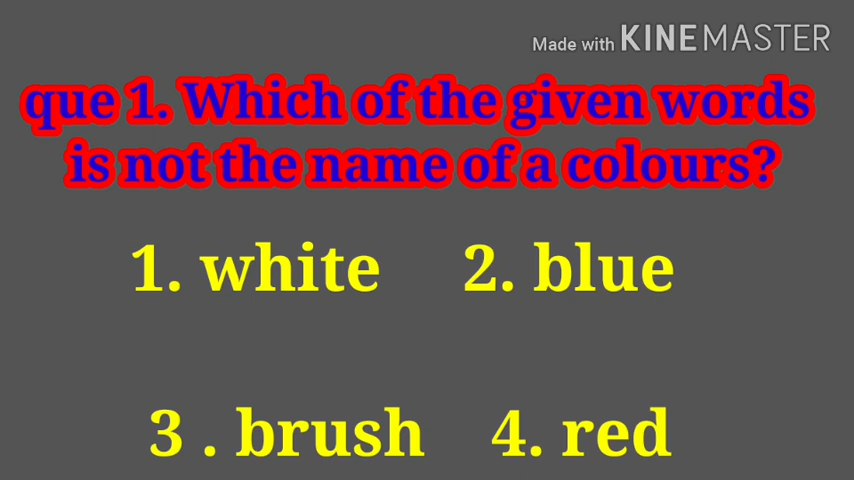 Made with KINEMASTER
que 1. Which of the given words
is not the name of a colours?
1. white 2. blue
3 . brush 4. red